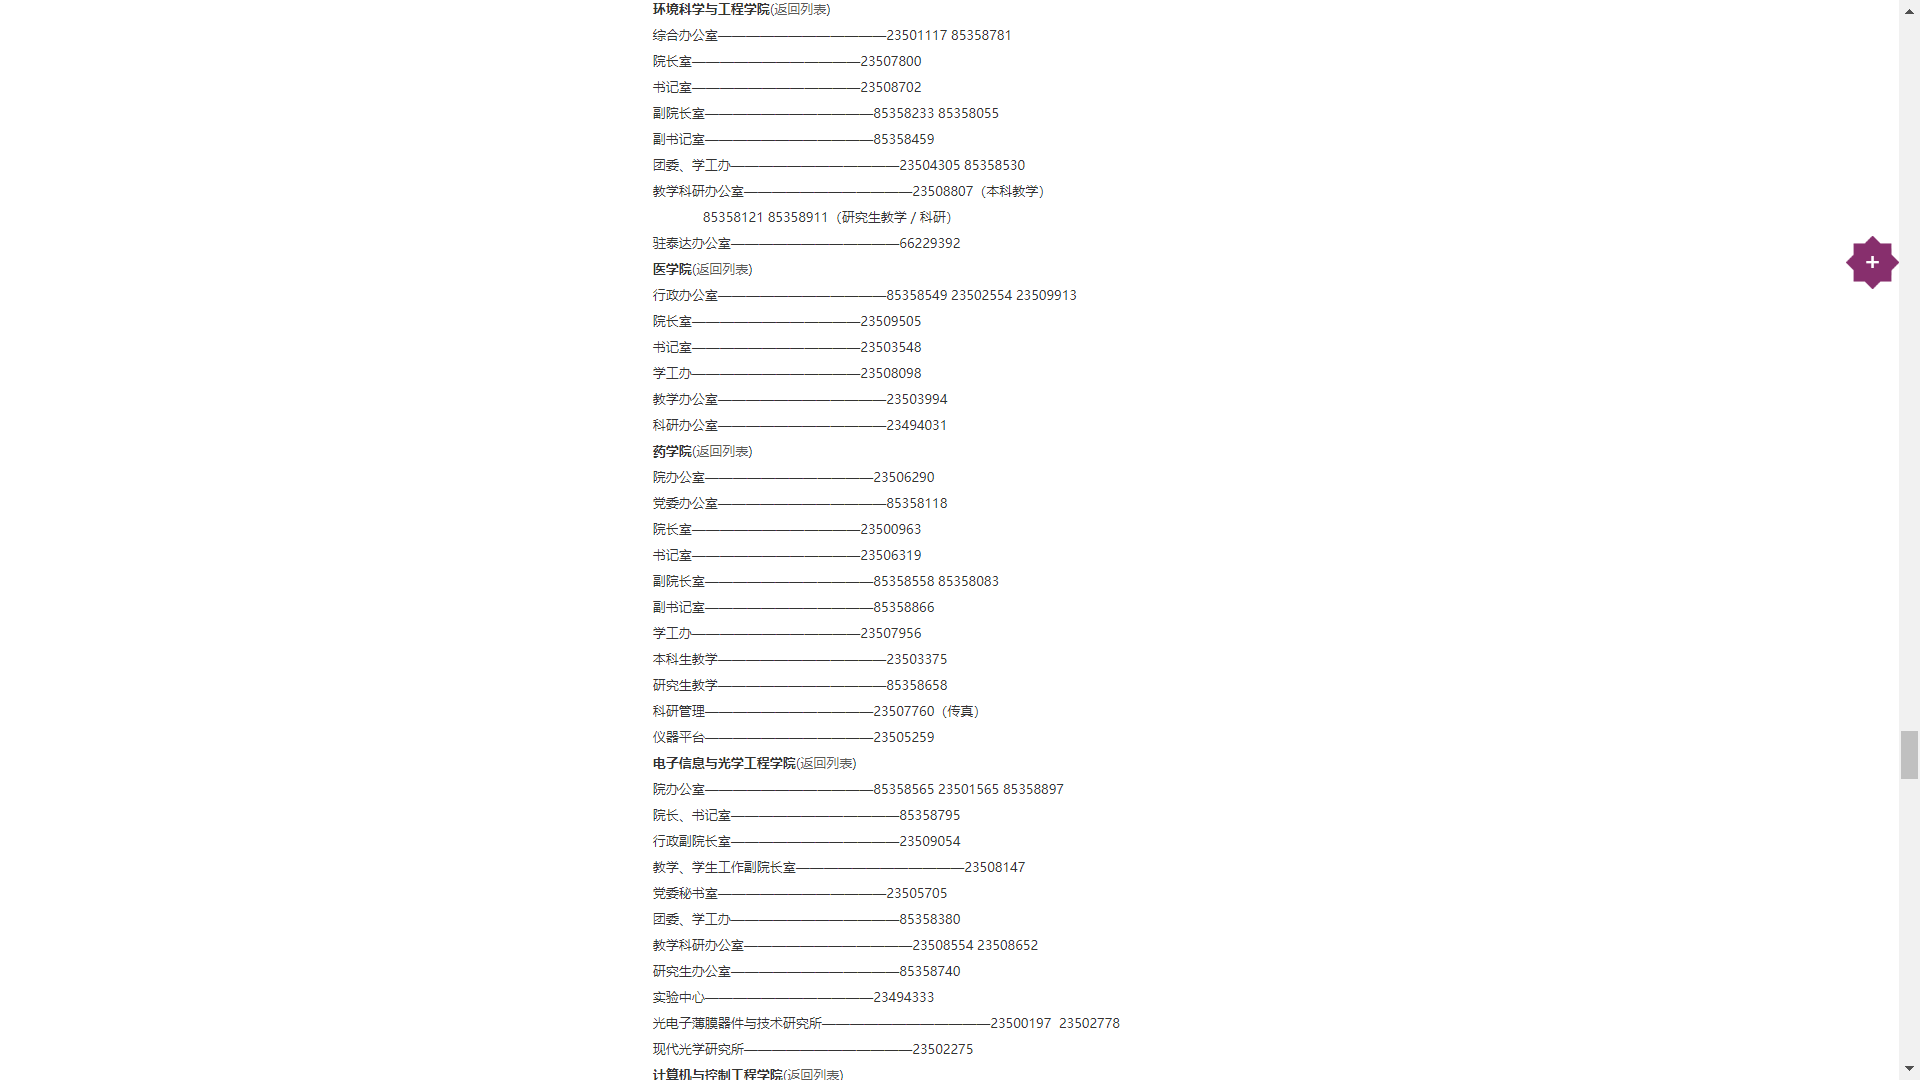 环境科学与工程学院(返回列表)
综合办公室—————————————23501117 85358781
院长室—————————————23507800
书记室—————————————23508702
副院长室—————————————85358233 85358055
副书记室—————————————85358459
团委、学工办—————————————23504305 85358530
教学科研办公室—————————————23508807（本科教学）
85358121 85358911（研究生教学 / 科研）
驻泰达办公室—————————————66229392
医学院(返回列表)
行政办公室—————————————85358549 23502554 23509913
院长室—————————————23509505
书记室—————————————23503548
学工办—————————————23508098
教学办公室—————————————23503994
科研办公室—————————————23494031
药学院(返回列表)
院办公室—————————————23506290
党委办公室—————————————85358118
院长室—————————————23500963
书记室—————————————23506319
副院长室—————————————85358558 85358083
副书记室—————————————85358866
学工办—————————————23507956
本科生教学—————————————23503375
研究生教学—————————————85358658
科研管理—————————————23507760（传真）
仪器平台—————————————23505259
电子信息与光学工程学院(返回列表)
院办公室—————————————85358565 23501565 85358897
院长、书记室—————————————85358795
行政副院长室—————————————23509054
教学、学生工作副院长室—————————————23508147
党委秘书室—————————————23505705
团委、学工办—————————————85358380
教学科研办公室—————————————23508554 23508652
研究生办公室—————————————85358740
实验中心—————————————23494333
光电子薄膜器件与技术研究所—————————————23500197  23502778
现代光学研究所—————————————23502275
计算机与控制工程学院(返回列表)
+